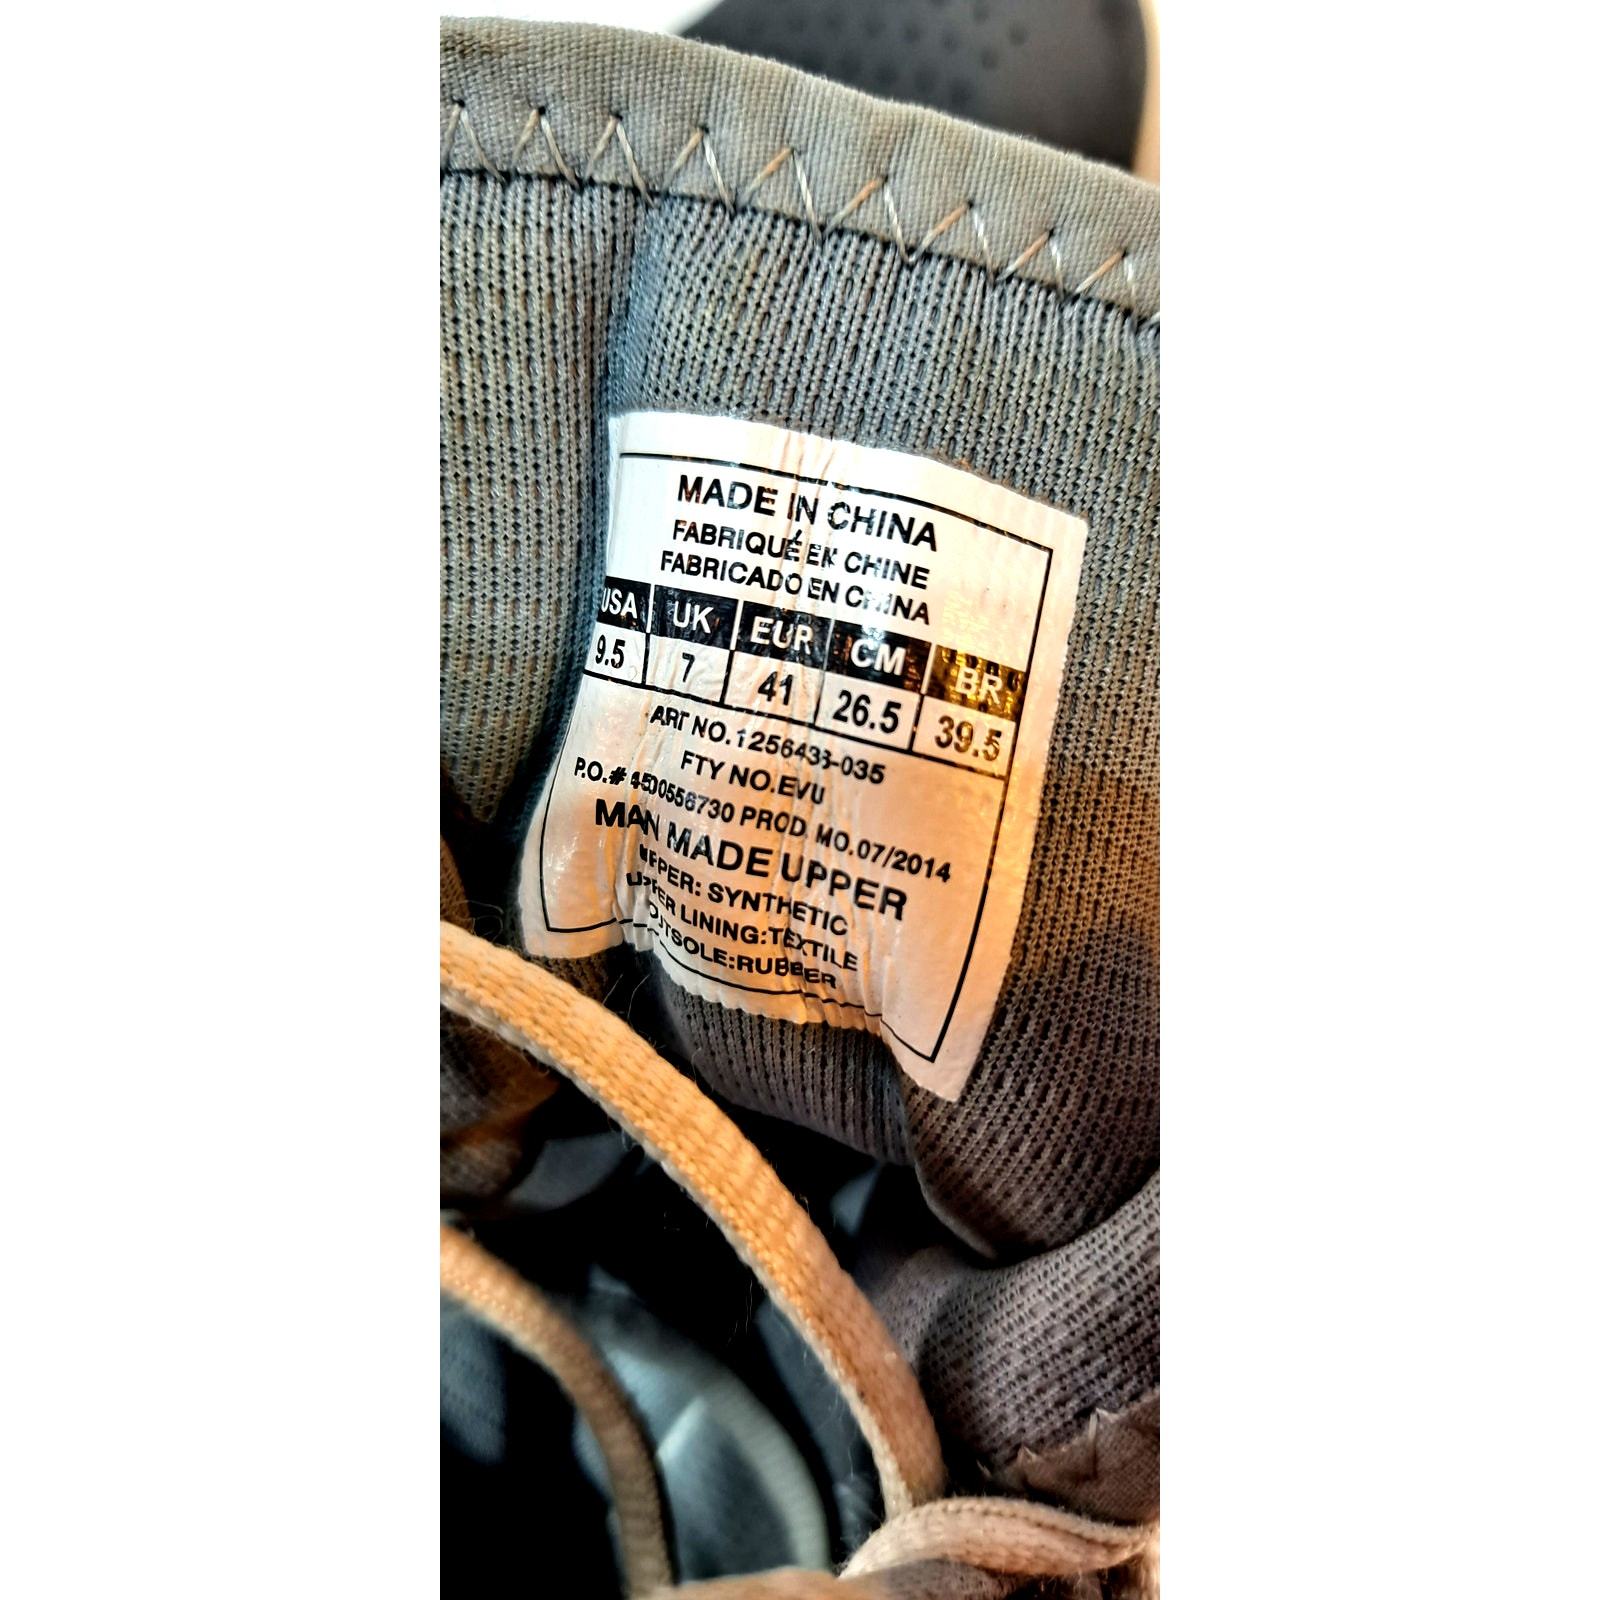 MADE IN CHINA
FABRIQUÉ EN CHINE
FABRICADO EN CHINA
USA UK EUR CM BR
9.5 7 41 26.5 39.5
ART NO. 1256433-035
FTY NO.EVU
P.O.# 4500556730 PROD. MO.07/2014
MAN MADE UPPER
UPPER: SYNTHETIC
UPPER LINING:TEXTILE
OUTSOLE:RUBBER